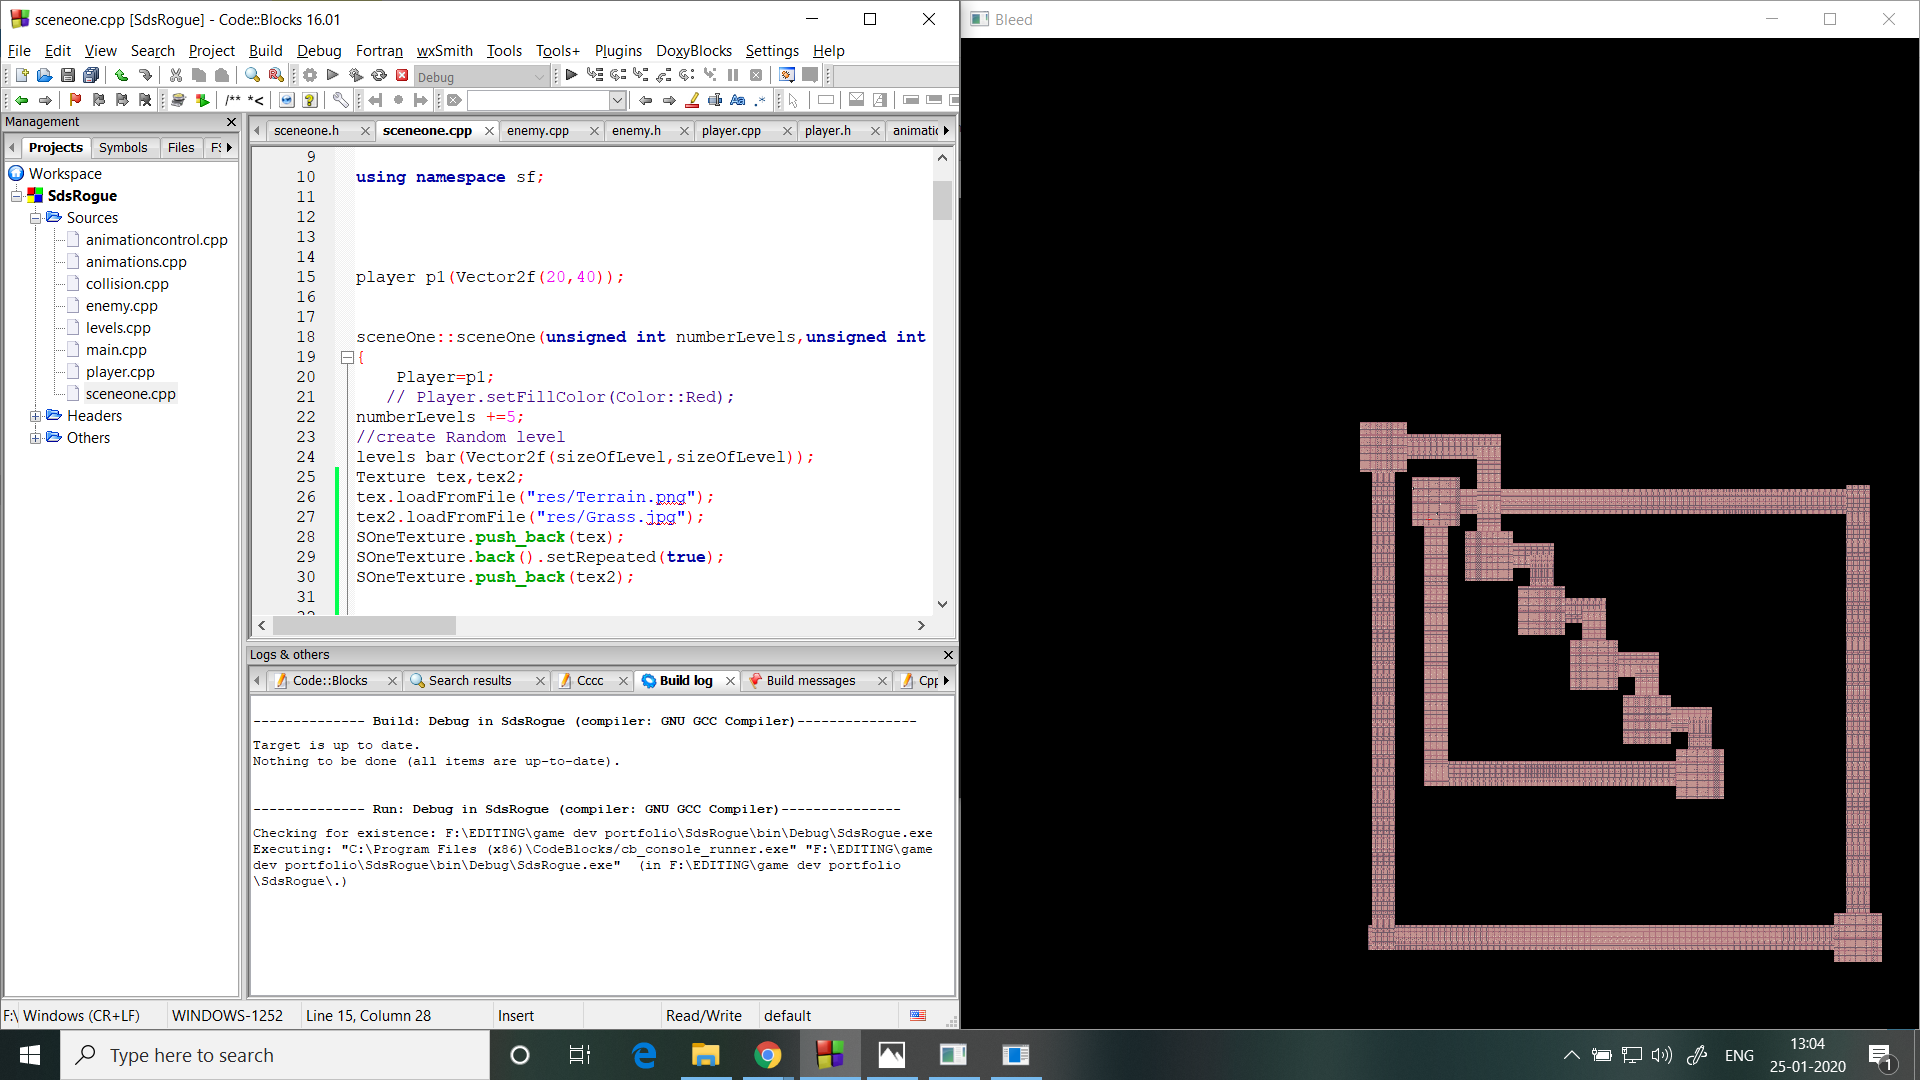 sceneone.cpp [SdsRogue] - Code::Blocks 16.01
File Edit View Search Project Build Debug Fortran wxSmith Tools Tools+ Plugins DoxyBlocks Settings Help
Debug
/** *<
Management
Projects Symbols Files FS
Workspace
SdsRogue
Sources
animationcontrol.cpp
animations.cpp
collision.cpp
enemy.cpp
levels.cpp
main.cpp
player.cpp
sceneone.cpp
Headers
Others
sceneone.h sceneone.cpp enemy.cpp enemy.h player.cpp player.h animatic
9
10 using namespace sf;
11
12
13
14
15 player p1(Vector2f(20,40));
16
17
18 sceneOne::sceneOne(unsigned int numberLevels,unsigned int
19 {
20 Player=p1;
21 // Player.setFillColor(Color::Red);
22 numberLevels +=5;
23 //create Random level
24 levels bar(Vector2f(sizeOfLevel,sizeOfLevel));
25 Texture tex,tex2;
26 tex.loadFromFile("res/Terrain.png");
27 tex2.loadFromFile("res/Grass.jpg");
28 SOneTexture.push_back(tex);
29 SOneTexture.back().setRepeated(true);
30 SOneTexture.push_back(tex2);
31
Logs & others
Code::Blocks Search results Cccc Build log Build messages Cpp
-------------- Build: Debug in SdsRogue (compiler: GNU GCC Compiler)---------------
Target is up to date.
Nothing to be done (all items are up-to-date).
-------------- Run: Debug in SdsRogue (compiler: GNU GCC Compiler)---------------
Checking for existence: F:\EDITING\game dev portfolio\SdsRogue\bin\Debug\SdsRogue.exe
Executing: "C:\Program Files (x86)\CodeBlocks/cb_console_runner.exe" "F:\EDITING\game
dev portfolio\SdsRogue\bin\Debug\SdsRogue.exe"  (in F:\EDITING\game dev portfolio
\SdsRogue\.)
F:\ Windows (CR+LF) WINDOWS-1252 Line 15, Column 28 Insert Read/Write default
Bleed
Type here to search
ENG
13:04
25-01-2020
1